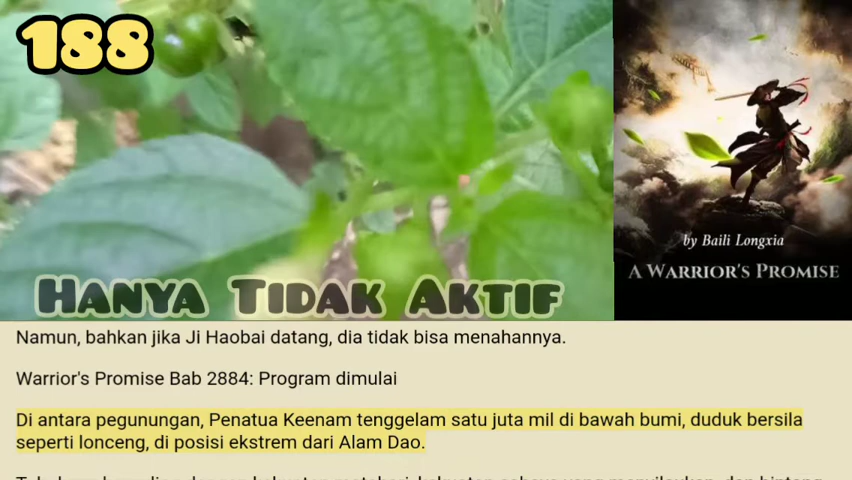 188
HANYA TIDAK AKTIF
by Baili Longxia
A WARRIOR'S PROMISE
Namun, bahkan jika Ji Haobai datang, dia tidak bisa menahannya.
Warrior's Promise Bab 2884: Program dimulai
Di antara pegunungan, Penatua Keenam tenggelam satu juta mil di bawah bumi, duduk bersila
seperti lonceng, di posisi ekstrem dari Alam Dao.